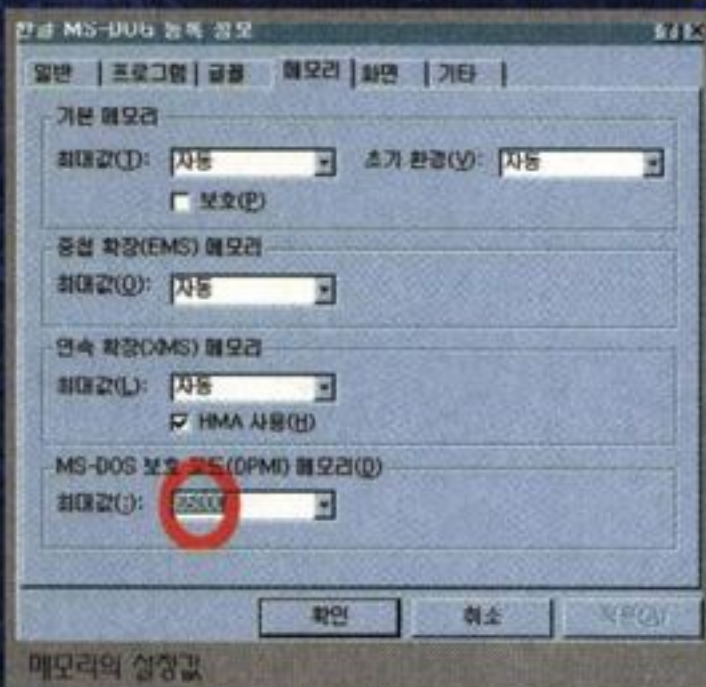 한글 MS-DOG 등록 정보
일반 프로그램 글꼴 메모리 화면 기타
기본 메모리
최대값(T): 자동 초기 환경(V): 자동
보호(P)
중첩 확장(EMS) 메모리
최대값(O): 자동
연속 확장(XMS) 메모리
최대값(L): 자동
HMA 사용(H)
MS-DOS 보호 모드(DPMI) 메모리(D)
최대값(:):
확인 취소 적용(A)
메모리의 설정값